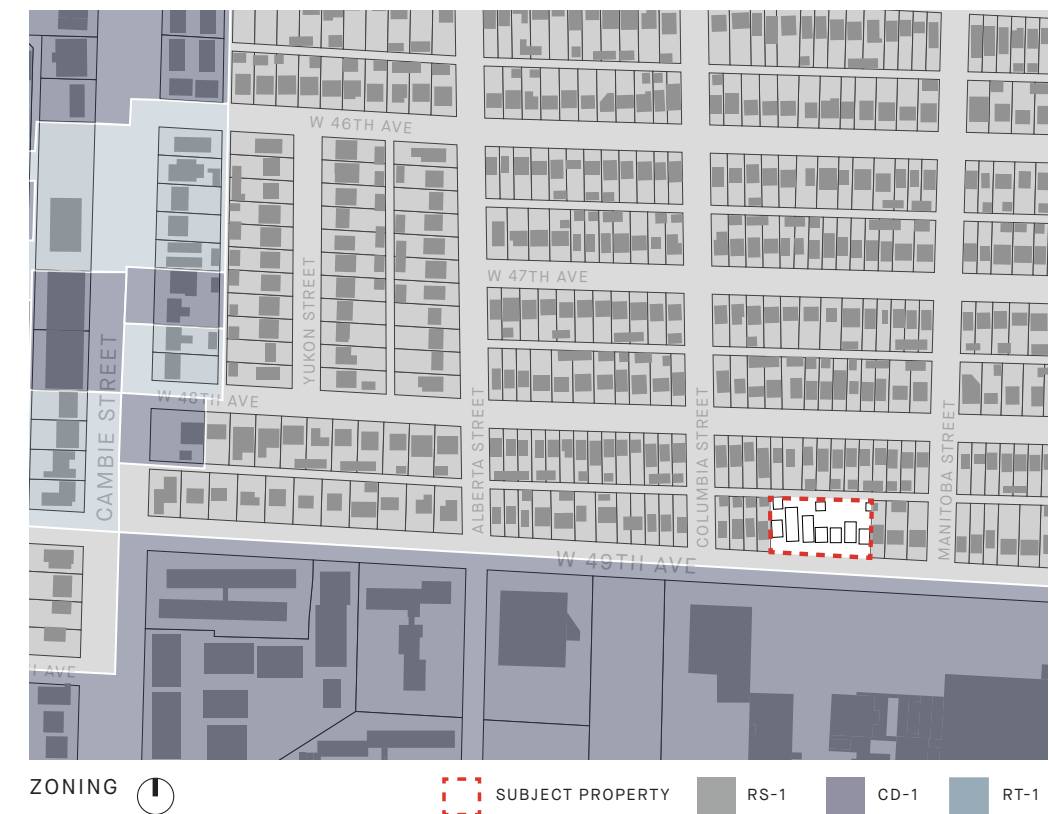 W 46TH AVE
W 47TH AVE
YUKON STREET
CAMBIE STREET
W 48TH AVE
ALBERTA STREET
COLUMBIA STREET
MANITOBA STREET
W 49TH AVE
AVE
ZONING
SUBJECT PROPERTY
RS-1
CD-1
RT-1